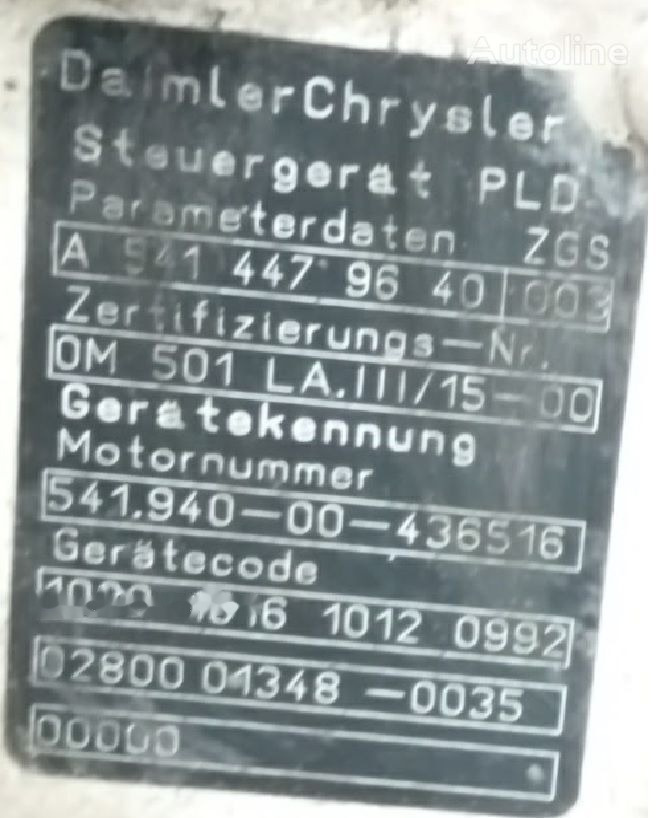 Autoline
DaimlerChrysler
Steuergerät PLD
Parameterdaten ZGS
A 541 447 96 40 003
Zertifizierungs-Nr.
OM 501 LA.III/15-00
Gerätekennung
Motornummer
541.940-00-436516
Gerätecode
1012 0992
02800 01348 -0035
00000